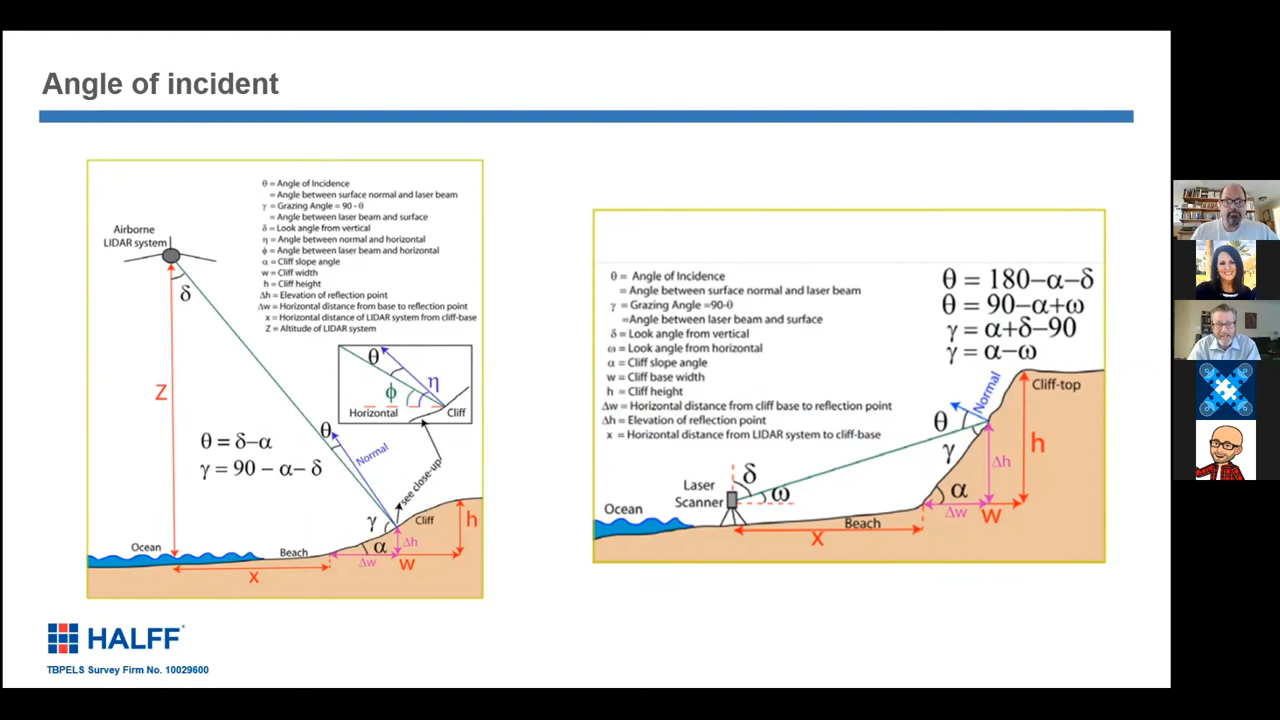 Angle of incident
θ = Angle of Incidence
= Angle between surface normal and laser beam
γ = Grazing Angle = 90 - θ
= Angle between laser beam and surface
δ = Look angle from vertical
η = Angle between normal and horizontal
ϕ = Angle between laser beam and horizontal
α = Cliff slope angle
w = Cliff width
h = Cliff height
Δh = Elevation of reflection point
Δw = Horizontal distance from base to reflection point
x = Horizontal distance of LIDAR system from cliff-base
Z = Altitude of LIDAR system
Airborne
LIDAR system
δ
θ
η
ϕ
Horizontal
Cliff
Z
θ = δ−α
γ = 90 − α− δ
θ
Normal
see close-up
γ
Cliff
h
Δh
α
Ocean
Beach
Δw
w
x
θ = Angle of Incidence
= Angle between surface normal and laser beam
γ = Grazing Angle =90-θ
=Angle between laser beam and surface
δ = Look angle from vertical
ω = Look angle from horizontal
α = Cliff slope angle
w = Cliff base width
h = Cliff height
Δw = Horizontal distance from cliff base to reflection point
Δh = Elevation of reflection point
x = Horizontal distance from LIDAR system to cliff-base
θ = 180−α−δ
θ = 90−α+ω
γ = α+δ−90
γ = α−ω
Cliff-top
Normal
θ
γ
h
Δh
Laser
Scanner
δ
ω
α
Ocean
Beach
Δw
w
x
HALFF
TBPELS Survey Firm No. 10029600